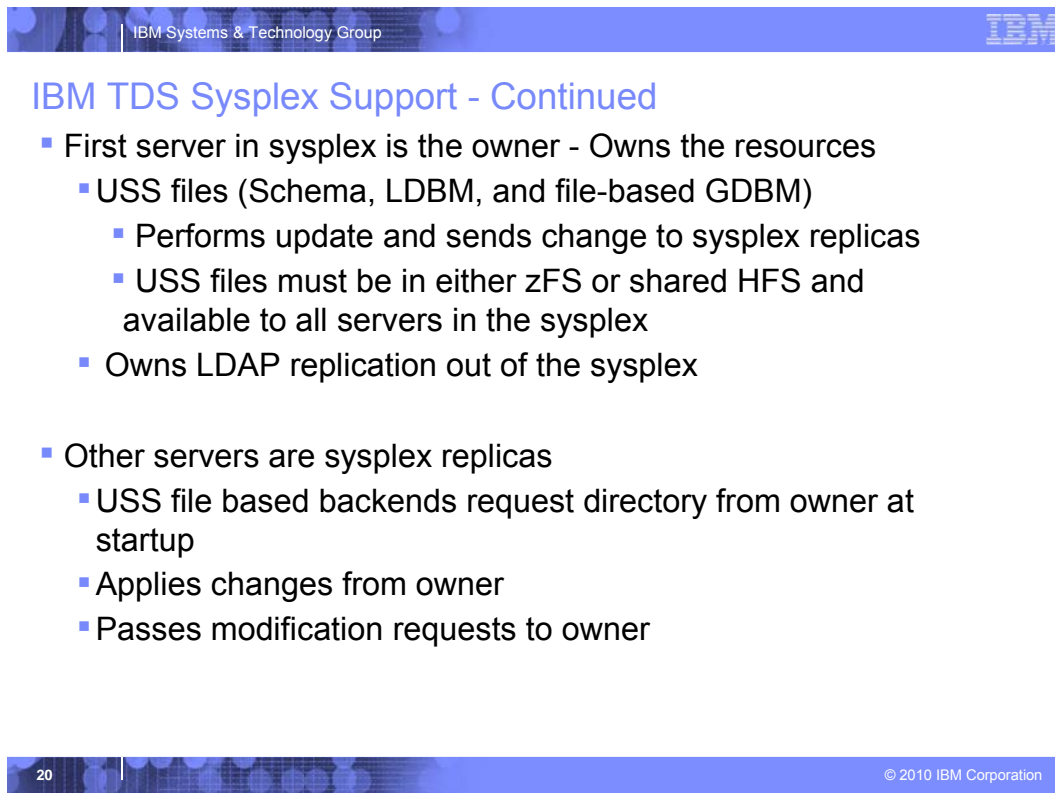 IBM Systems & Technology Group
IBM
IBM TDS Sysplex Support - Continued
▪ First server in sysplex is the owner - Owns the resources
▪ USS files (Schema, LDBM, and file-based GDBM)
▪ Performs update and sends change to sysplex replicas
▪ USS files must be in either zFS or shared HFS and
available to all servers in the sysplex
▪ Owns LDAP replication out of the sysplex
▪ Other servers are sysplex replicas
▪ USS file based backends request directory from owner at
startup
▪ Applies changes from owner
▪ Passes modification requests to owner
20
© 2010 IBM Corporation